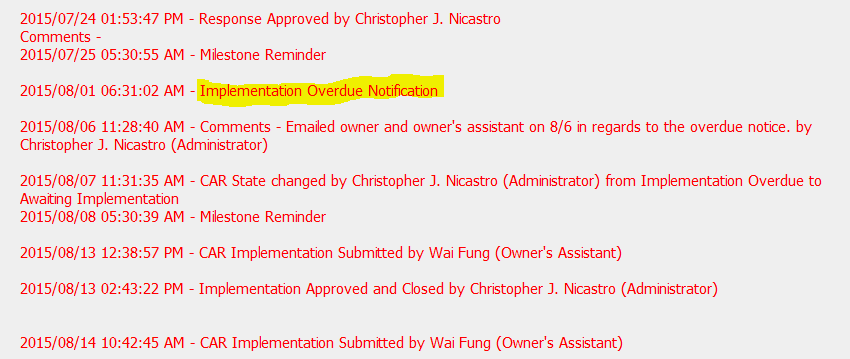 2015/07/24 01:53:47 PM - Response Approved by Christopher J. Nicastro
Comments -
2015/07/25 05:30:55 AM - Milestone Reminder
2015/08/01 06:31:02 AM - Implementation Overdue Notification
2015/08/06 11:28:40 AM - Comments - Emailed owner and owner's assistant on 8/6 in regards to the overdue notice. by
Christopher J. Nicastro (Administrator)
2015/08/07 11:31:35 AM - CAR State changed by Christopher J. Nicastro (Administrator) from Implementation Overdue to
Awaiting Implementation
2015/08/08 05:30:39 AM - Milestone Reminder
2015/08/13 12:38:57 PM - CAR Implementation Submitted by Wai Fung (Owner's Assistant)
2015/08/13 02:43:22 PM - Implementation Approved and Closed by Christopher J. Nicastro (Administrator)
2015/08/14 10:42:45 AM - CAR Implementation Submitted by Wai Fung (Owner's Assistant)